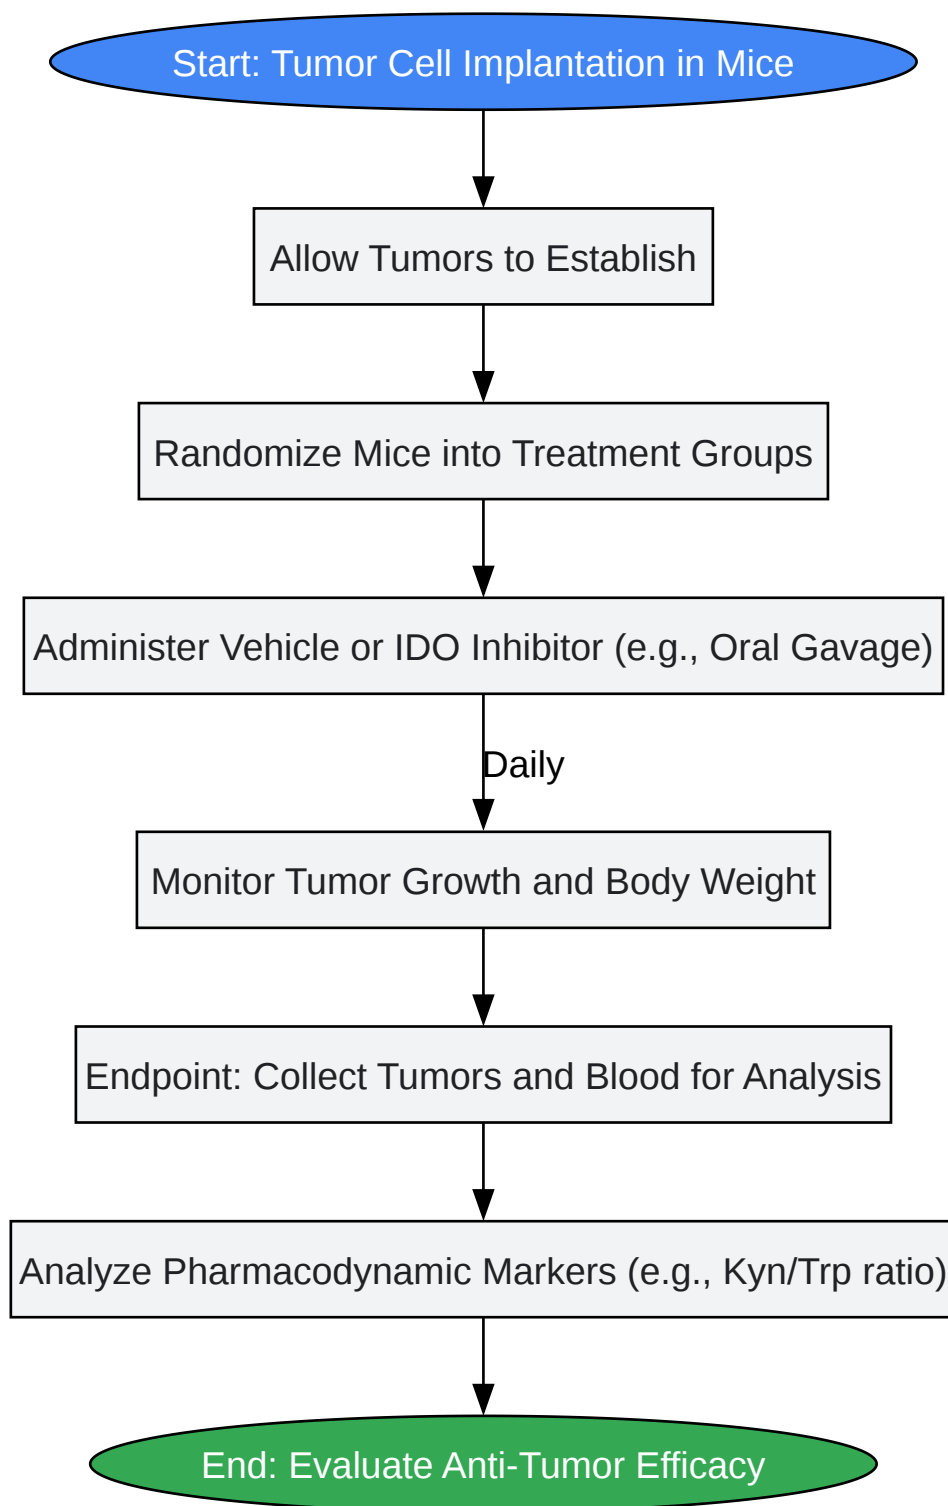 Start: Tumor Cell Implantation in Mice
Allow Tumors to Establish
Randomize Mice into Treatment Groups
Administer Vehicle or IDO Inhibitor (e.g., Oral Gavage)
Daily
Monitor Tumor Growth and Body Weight
Endpoint: Collect Tumors and Blood for Analysis
Analyze Pharmacodynamic Markers (e.g., Kyn/Trp ratio)
End: Evaluate Anti-Tumor Efficacy